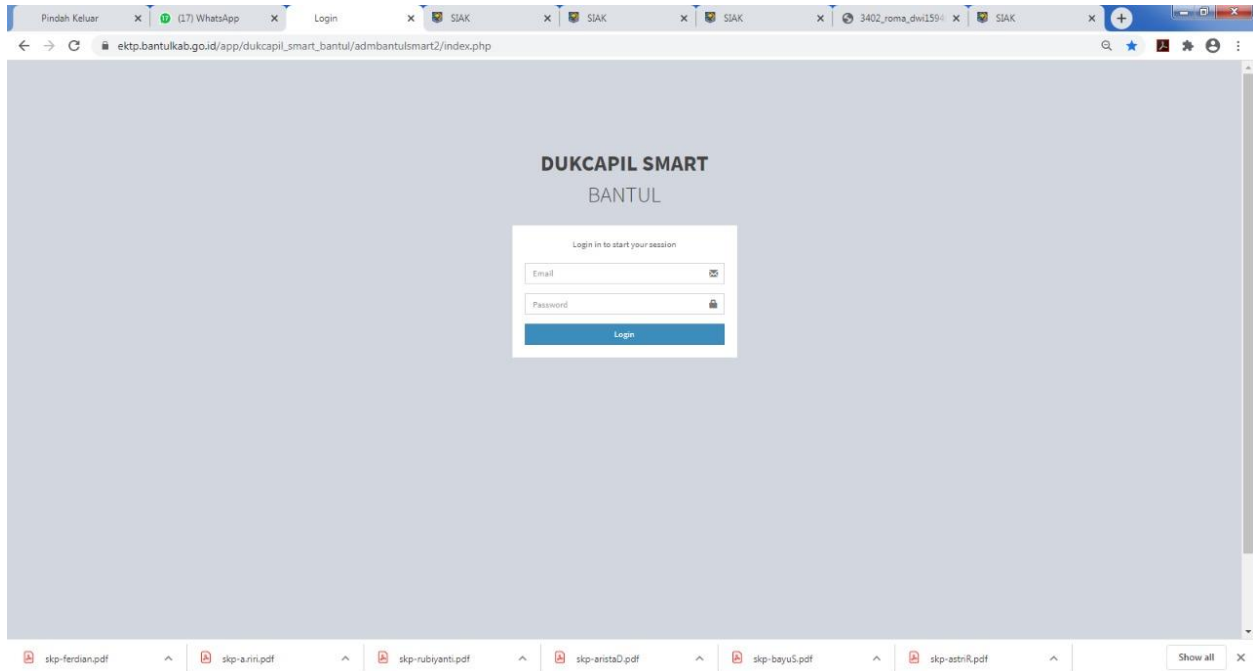 Pindah Keluar
(17) WhatsApp
Login
SIAK
SIAK
SIAK
3402_roma_dwi1594
SIAK
ektp.bantulkab.go.id/app/dukcapil_smart_bantul/admbantulsmart2/index.php
DUKCAPIL SMART
BANTUL
Login in to start your session
Email
Password
Login
skp-ferdian.pdf
skp-a.riri.pdf
skp-rubiyanti.pdf
skp-aristaD.pdf
skp-bayuS.pdf
skp-astriR.pdf
Show all